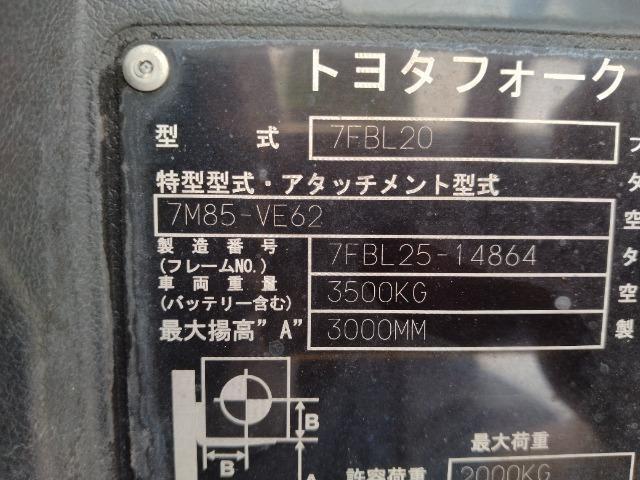 トヨタフォーク
型 式 7FBL20
特型型式・アタッチメント型式
7M85-VE62
製造番号
(フレームNO.) 7FBL25-14864
車両重量
(バッテリー含む) 3500KG
最大揚高"A" 3000MM 製
B
B
A
最大荷重
許容荷重 2000KG